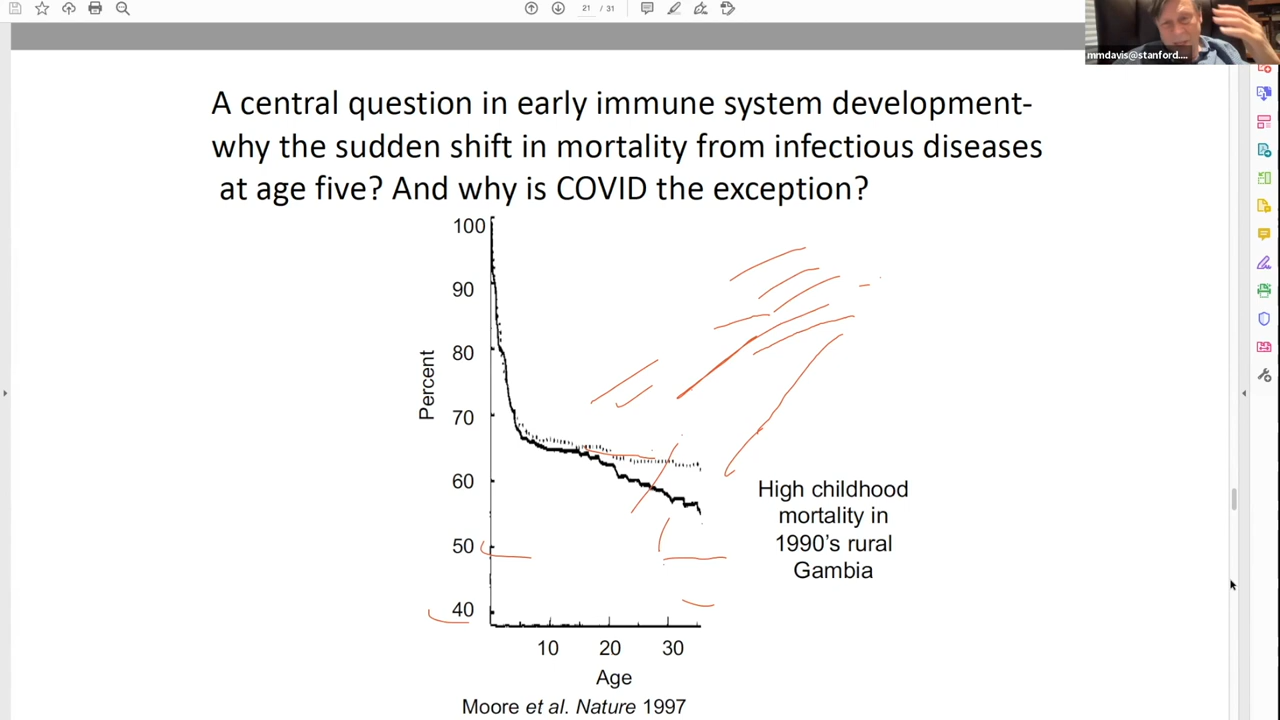 21 / 31
mmdavis@stanford....
A central question in early immune system development-
why the sudden shift in mortality from infectious diseases
at age five? And why is COVID the exception?
100
90
80
70
60
50
40
Percent
10 20 30
Age
High childhood
mortality in
1990's rural
Gambia
Moore et al. Nature 1997